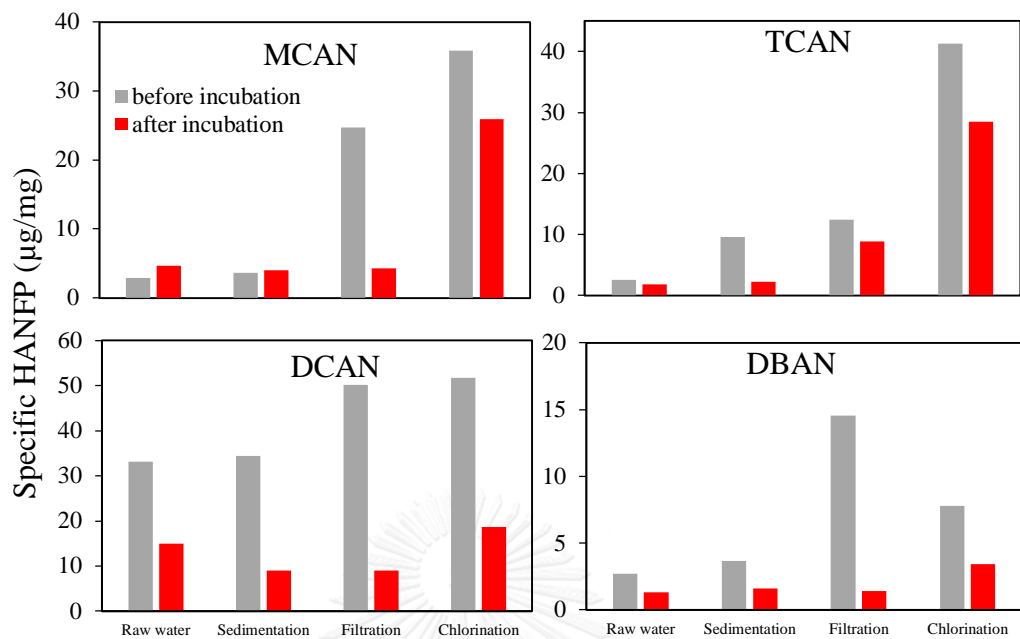 Specific HANFP (µg/mg)
MCAN
before incubation
after incubation
40
30
20
10
0
TCAN
40
30
20
10
0
DCAN
60
50
40
30
20
10
0
Raw water Sedimentation Filtration Chlorination
DBAN
20
15
10
5
0
Raw water Sedimentation Filtration Chlorination